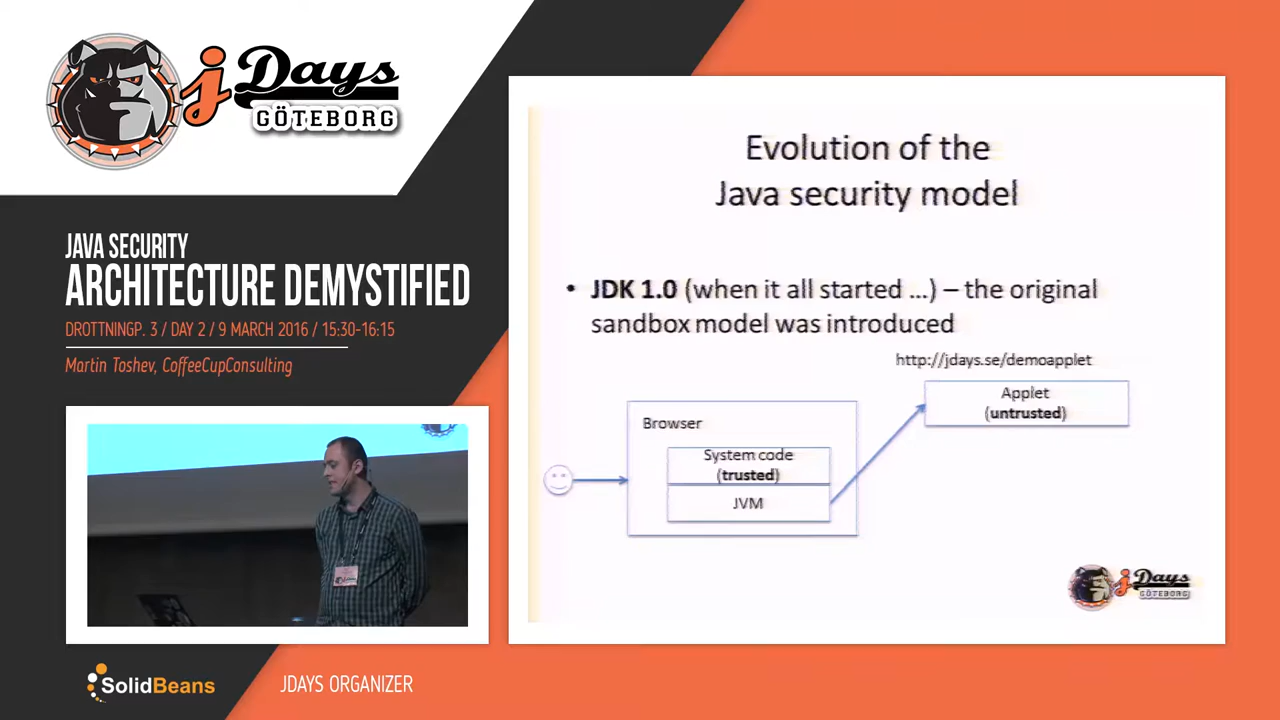 j Days
GÖTEBORG
JAVA SECURITY
ARCHITECTURE DEMYSTIFIED
DROTTNINGP. 3 / DAY 2 / 9 MARCH 2016 / 15:30-16:15
Martin Toshev, CoffeeCupConsulting
Evolution of the
Java security model
• JDK 1.0 (when it all started ...) – the original
sandbox model was introduced
http://jdays.se/demoapplet
Applet
(untrusted)
Browser
System code
(trusted)
JVM
j Days
GÖTEBORG
SolidBeans
JDAYS ORGANIZER